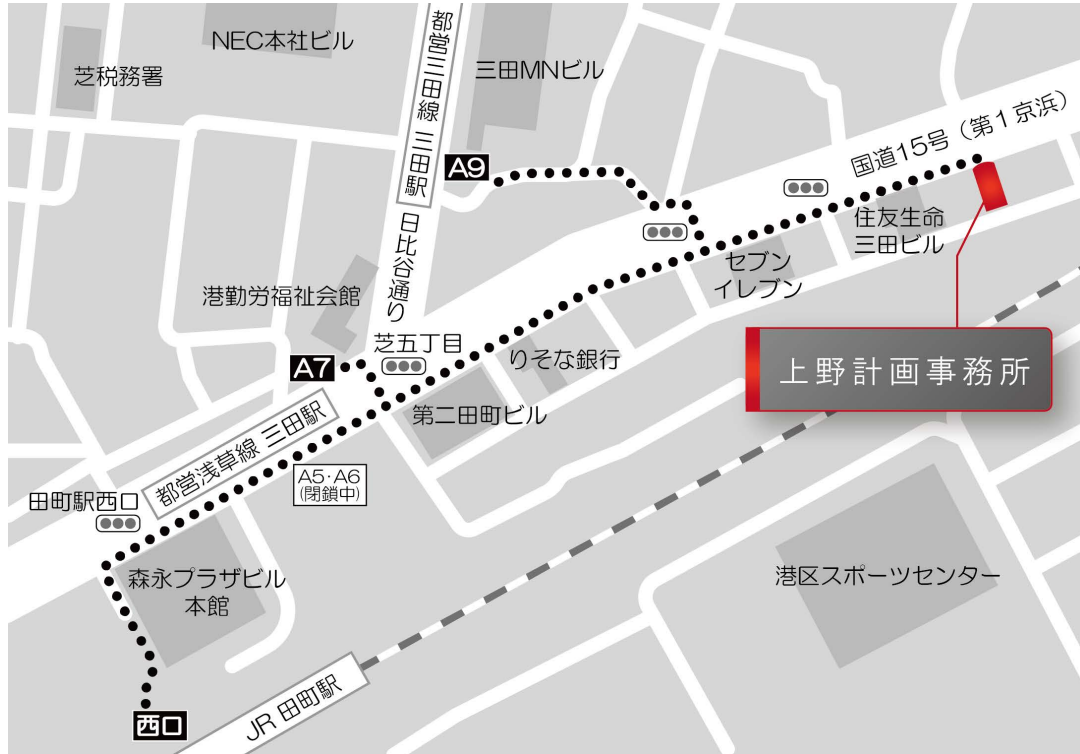 NEC本社ビル
芝税務署
都営三田線 三田駅
三田MNビル
国道15号（第1京浜）
A9
住友生命
三田ビル
日比谷通り
セブン
イレブン
港勤労福祉会館
芝五丁目
りそな銀行
上野計画事務所
A7
第二田町ビル
都営浅草線 三田駅
A5･A6
(閉鎖中)
田町駅西口
森永プラザビル
本館
港区スポーツセンター
JR 田町駅
西口